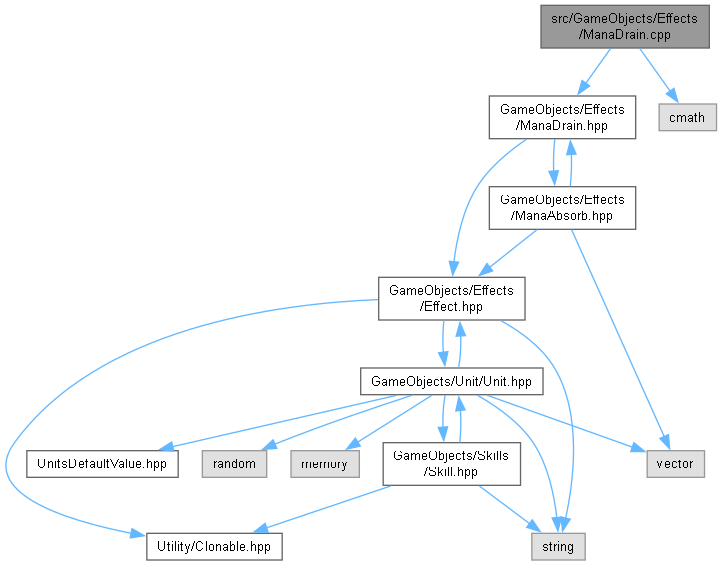 src/GameObjects/Effects
/ManaDrain.cpp
GameObjects/Effects
/ManaDrain.hpp
cmath
GameObjects/Effects
/ManaAbsorb.hpp
GameObjects/Effects
/Effect.hpp
GameObjects/Unit/Unit.hpp
UnitsDefaultValue.hpp
random
memory
GameObjects/Skills
/Skill.hpp
vector
Utility/Clonable.hpp
string